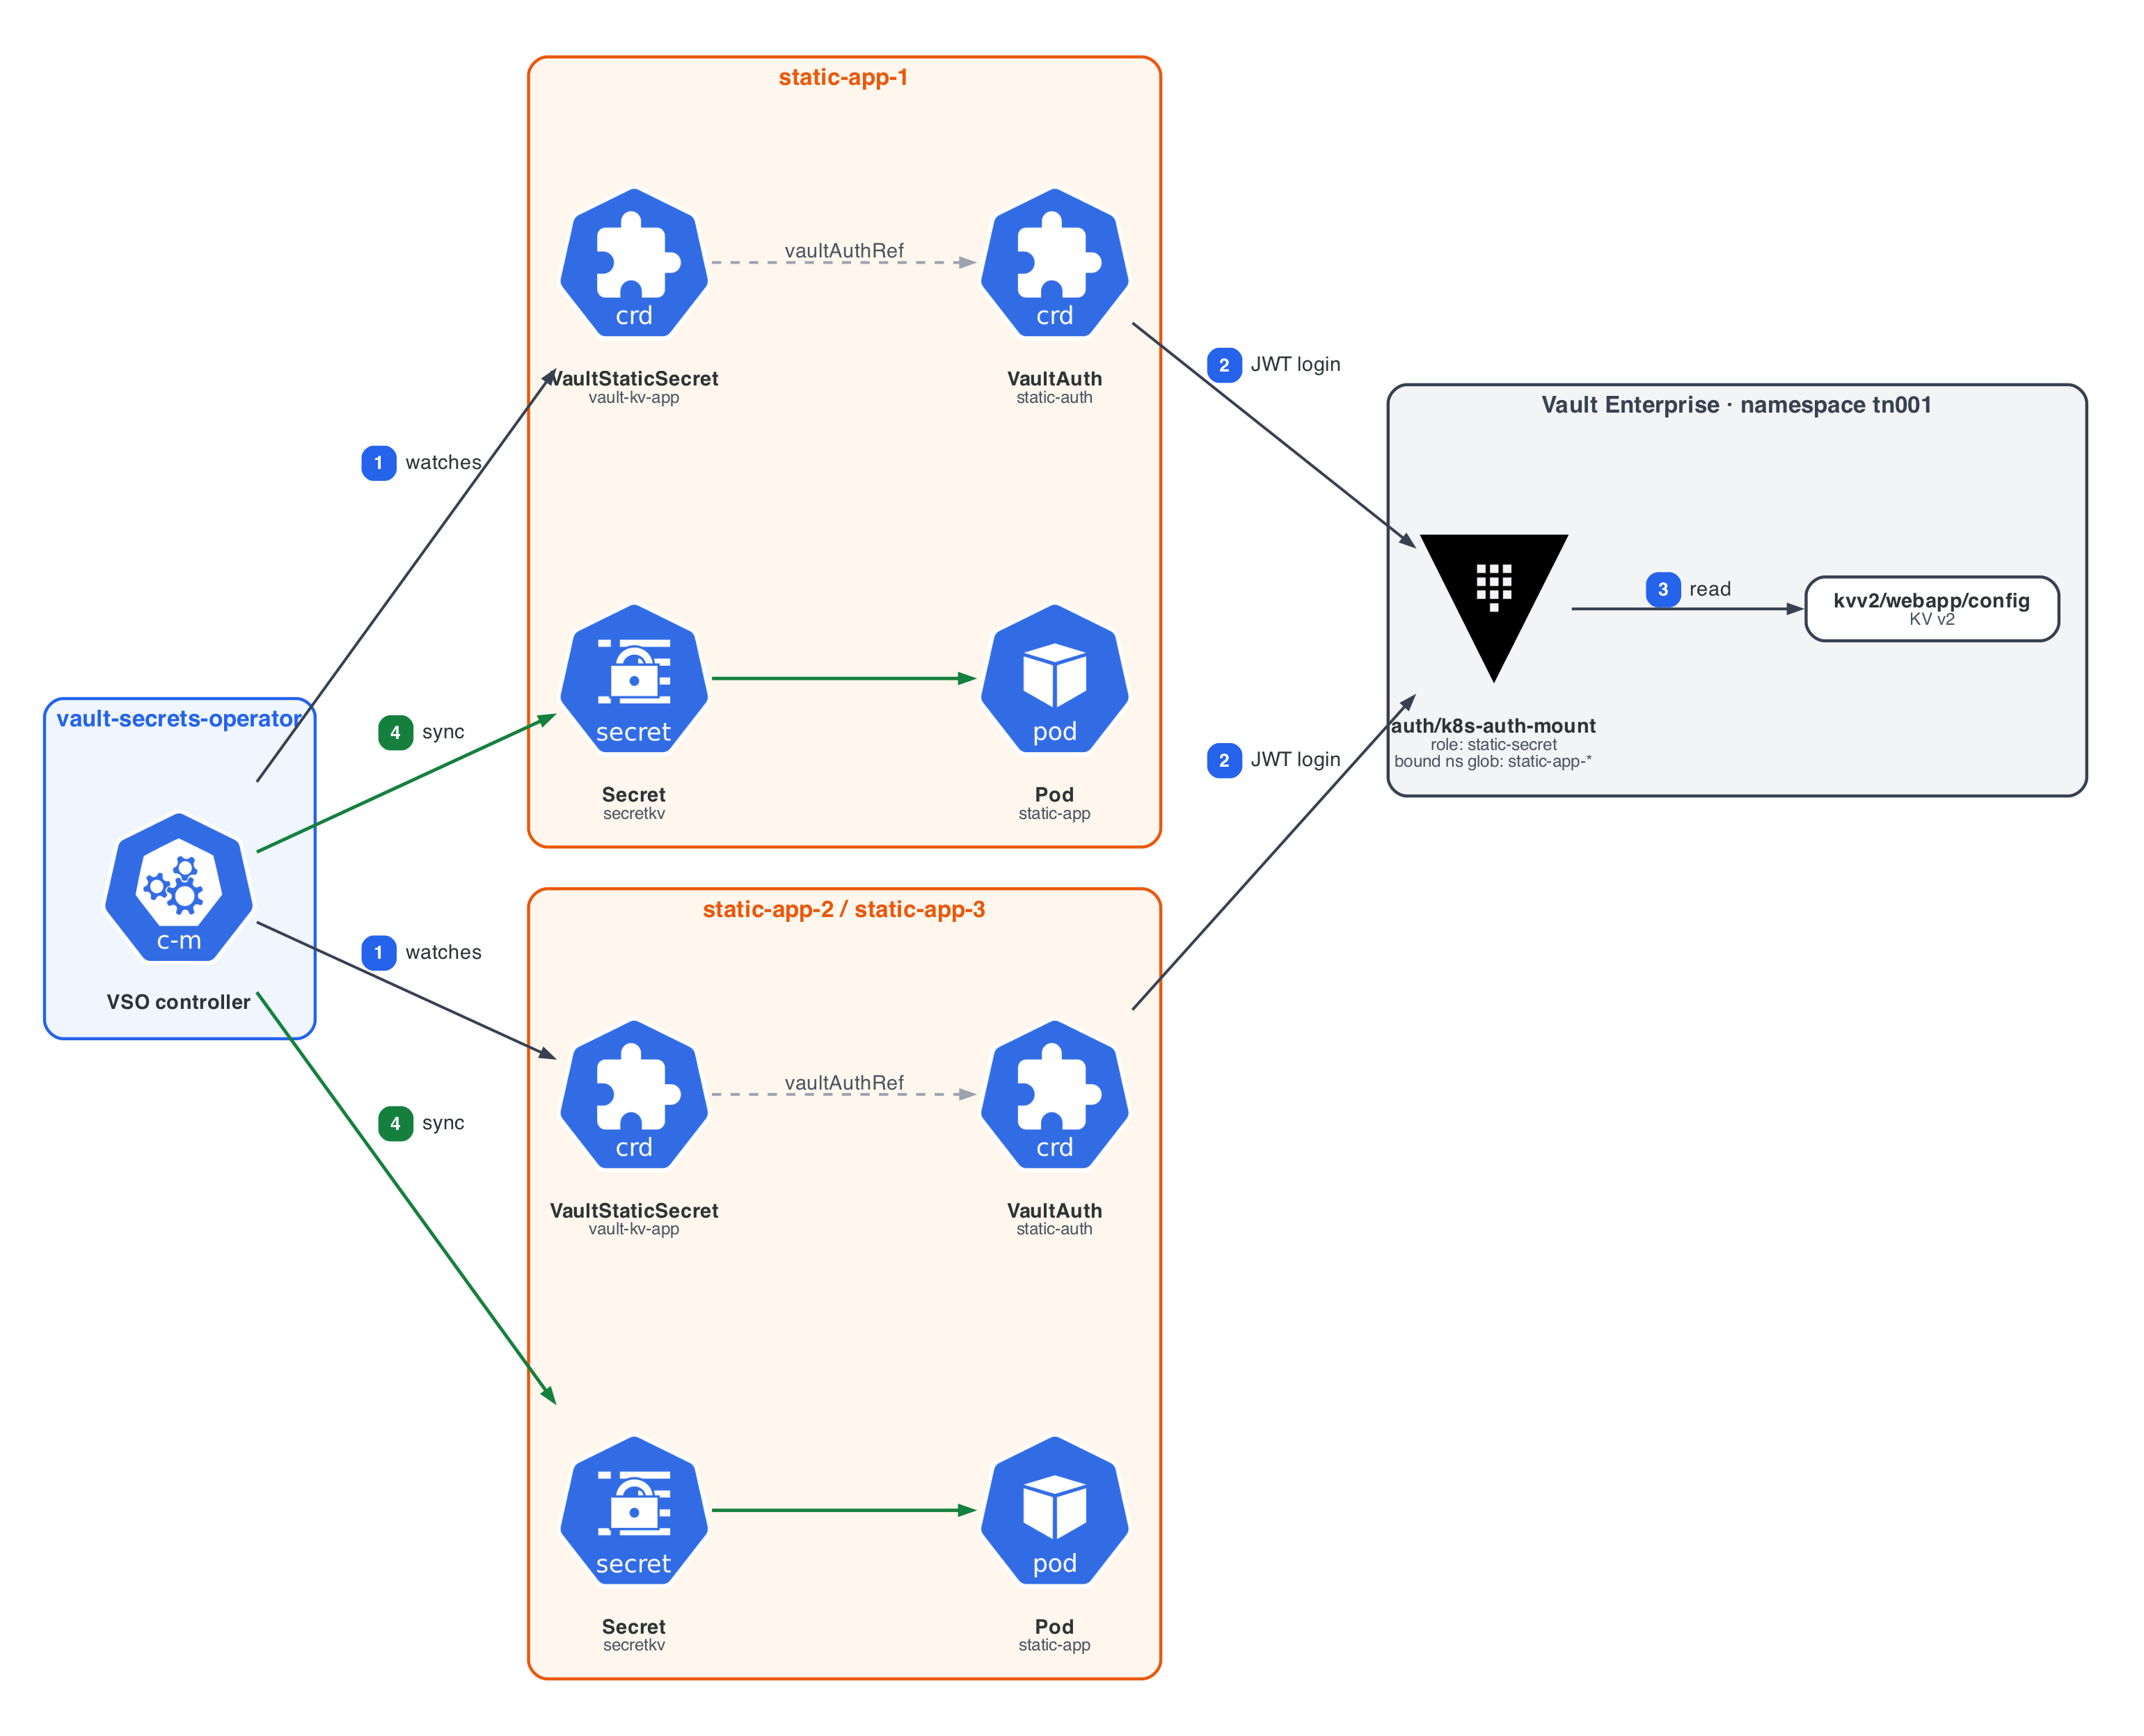 static-app-1
crd
crd
vaultAuthRef
VaultStaticSecret
vault-kv-app
VaultAuth
static-auth
1 watches
2 JWT login
secret
pod
Secret
secretkv
Pod
static-app
vault-secrets-operator
4 sync
c-m
VSO controller
1 watches
4 sync
static-app-2 / static-app-3
crd
crd
vaultAuthRef
VaultStaticSecret
vault-kv-app
VaultAuth
static-auth
2 JWT login
secret
pod
Secret
secretkv
Pod
static-app
Vault Enterprise · namespace tn001
3 read
kvv2/webapp/config
KV v2
auth/k8s-auth-mount
role: static-secret
bound ns glob: static-app-*